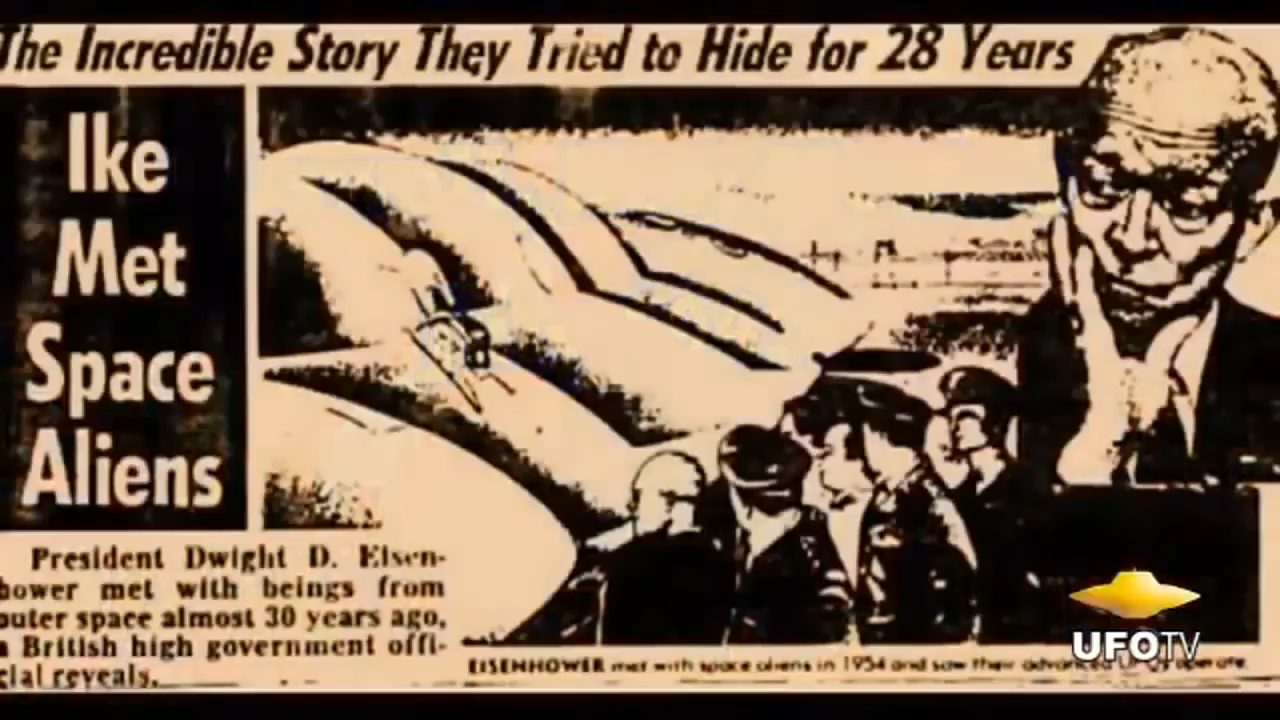 The Incredible Story They Tried to Hide for 28 Years
Ike
Met
Space
Aliens
President Dwight D. Eisen-
hower met with beings from
outer space almost 30 years ago,
a British high government offi-
cial reveals.
EISENHOWER met with space aliens in 1954 and saw their advanced operate.
UFOTV